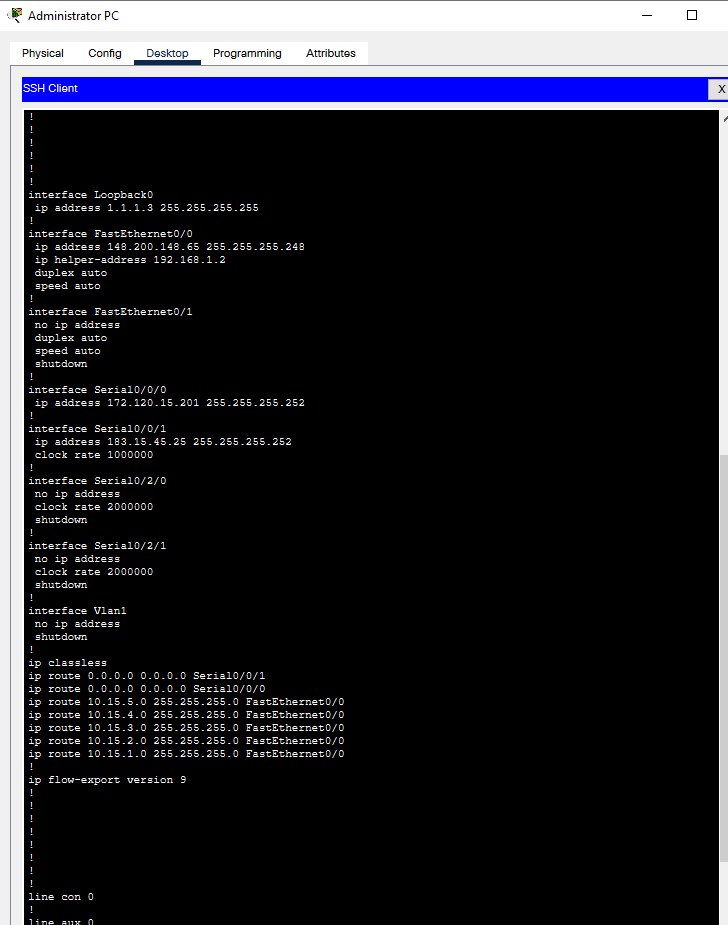 Administrator PC
Physical Config Desktop Programming Attributes
SSH Client
X
!
!
!
!
!
!
interface Loopback0
ip address 1.1.1.3 255.255.255.255
!
interface FastEthernet0/0
ip address 148.200.148.65 255.255.255.248
ip helper-address 192.168.1.2
duplex auto
speed auto
!
interface FastEthernet0/1
no ip address
duplex auto
speed auto
shutdown
!
interface Serial0/0/0
ip address 172.120.15.201 255.255.255.252
!
interface Serial0/0/1
ip address 183.15.45.25 255.255.255.252
clock rate 1000000
!
interface Serial0/2/0
no ip address
clock rate 2000000
shutdown
!
interface Serial0/2/1
no ip address
clock rate 2000000
shutdown
!
interface Vlan1
no ip address
shutdown
!
ip classless
ip route 0.0.0.0 0.0.0.0 Serial0/0/1
ip route 0.0.0.0 0.0.0.0 Serial0/0/0
ip route 10.15.5.0 255.255.255.0 FastEthernet0/0
ip route 10.15.4.0 255.255.255.0 FastEthernet0/0
ip route 10.15.3.0 255.255.255.0 FastEthernet0/0
ip route 10.15.2.0 255.255.255.0 FastEthernet0/0
ip route 10.15.1.0 255.255.255.0 FastEthernet0/0
!
ip flow-export version 9
!
!
!
!
!
!
!
!
line con 0
!
line aux 0